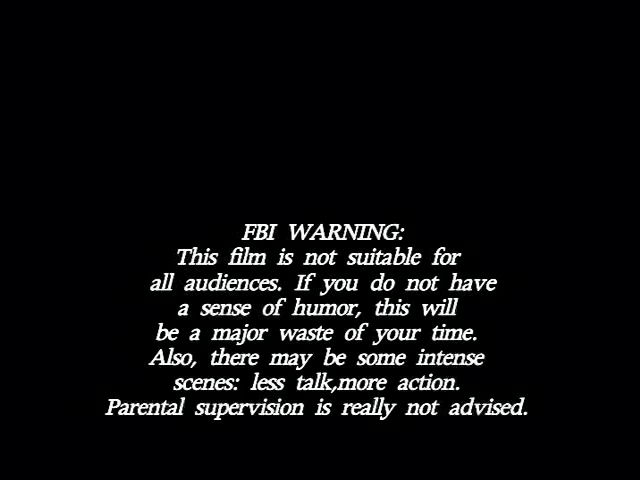 FBI WARNING:
This film is not suitable for
all audiences. If you do not have
a sense of humor, this will
be a major waste of your time.
Also, there may be some intense
scenes: less talk,more action.
Parental supervision is really not advised.